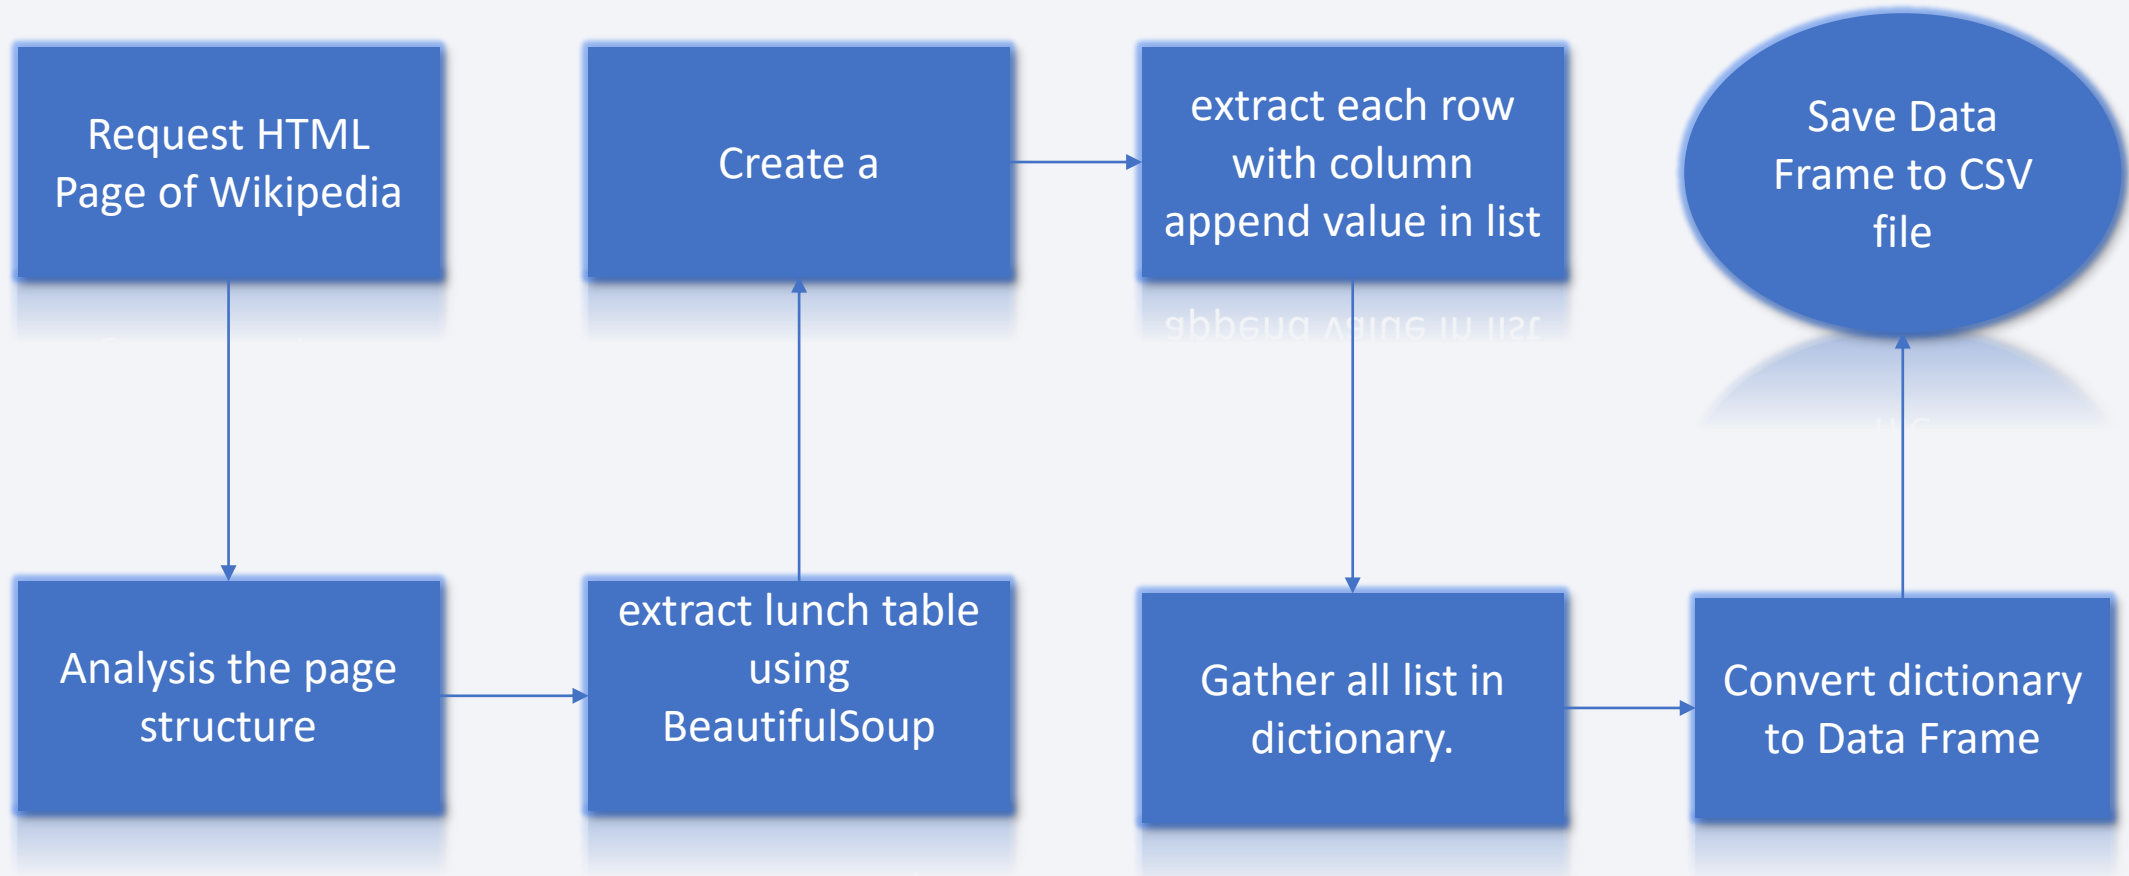 Request HTML
Page of Wikipedia
Analysis the page
structure
extract lunch table
using
BeautifulSoup
Create a
extract each row
with column
append value in list
Gather all list in
dictionary.
Convert dictionary
to Data Frame
Save Data
Frame to CSV
file